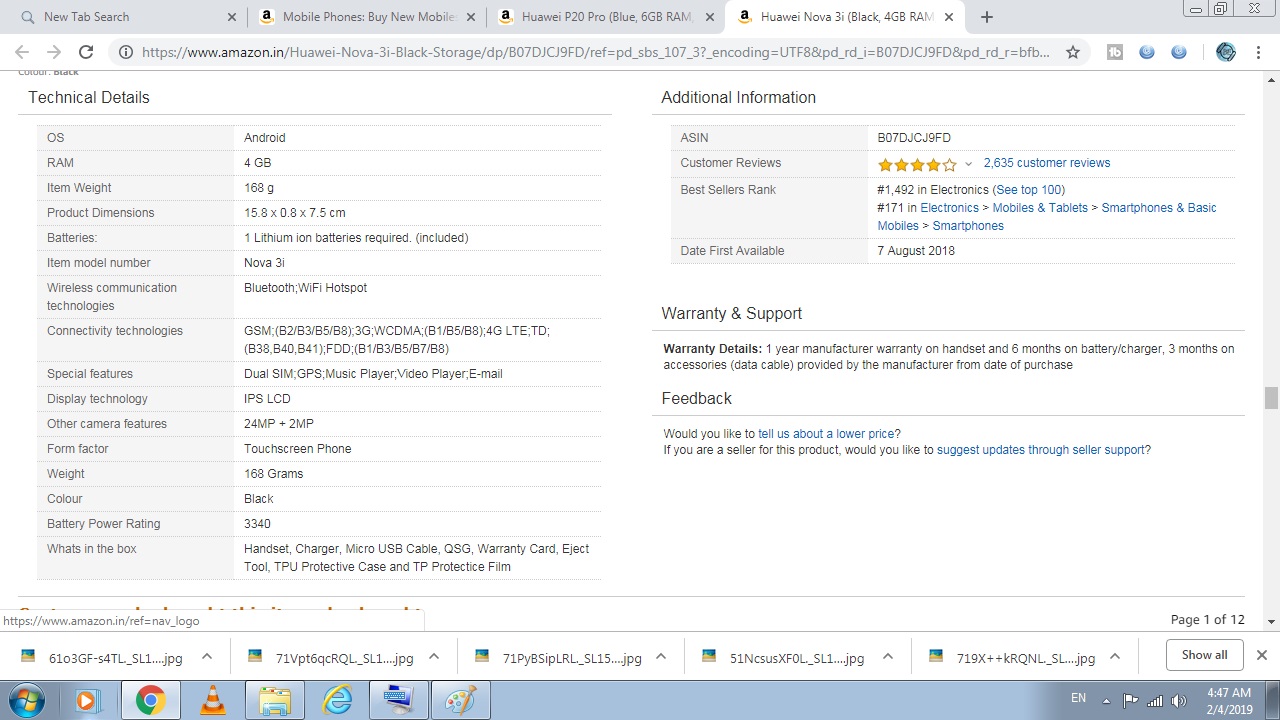 New Tab Search
Mobile Phones: Buy New Mobile
Huawei P20 Pro (Blue, 6GB RAM,
Huawei Nova 3i (Black, 4GB RAM
https://www.amazon.in/Huawei-Nova-3i-Black-Storage/dp/B07DJCJ9FD/ref=pd_sbs_107_3?_encoding=UTF8&pd_rd_i=B07DJCJ9FD&pd_rd_r=bfb...
Colour: Black
Technical Details
OS Android
RAM 4 GB
Item Weight 168 g
Product Dimensions 15.8 x 0.8 x 7.5 cm
Batteries: 1 Lithium ion batteries required. (included)
Item model number Nova 3i
Wireless communication technologies Bluetooth;WiFi Hotspot
Connectivity technologies GSM;(B2/B3/B5/B8);3G;WCDMA;(B1/B5/B8);4G LTE;TD;
(B38,B40,B41);FDD;(B1/B3/B5/B7/B8)
Special features Dual SIM;GPS;Music Player;Video Player;E-mail
Display technology IPS LCD
Other camera features 24MP + 2MP
Form factor Touchscreen Phone
Weight 168 Grams
Colour Black
Battery Power Rating 3340
Whats in the box Handset, Charger, Micro USB Cable, QSG, Warranty Card, Eject
Tool, TPU Protective Case and TP Protectice Film
Additional Information
ASIN B07DJCJ9FD
Customer Reviews 2,635 customer reviews
Best Sellers Rank #1,492 in Electronics (See top 100)
#171 in Electronics > Mobiles & Tablets > Smartphones & Basic
Mobiles > Smartphones
Date First Available 7 August 2018
Warranty & Support
Warranty Details: 1 year manufacturer warranty on handset and 6 months on battery/charger, 3 months on
accessories (data cable) provided by the manufacturer from date of purchase
Feedback
Would you like to tell us about a lower price?
If you are a seller for this product, would you like to suggest updates through seller support?
https://www.amazon.in/ref=nav_logo
Page 1 of 12
61o3GF-s4TL_SL1....jpg
71Vpt6qcRQL_SL1....jpg
71PyBSipLRL_SL15...jpg
51NcsusXF0L_SL1...jpg
719X++kRQNL_SL....jpg
Show all
EN
4:47 AM
2/4/2019